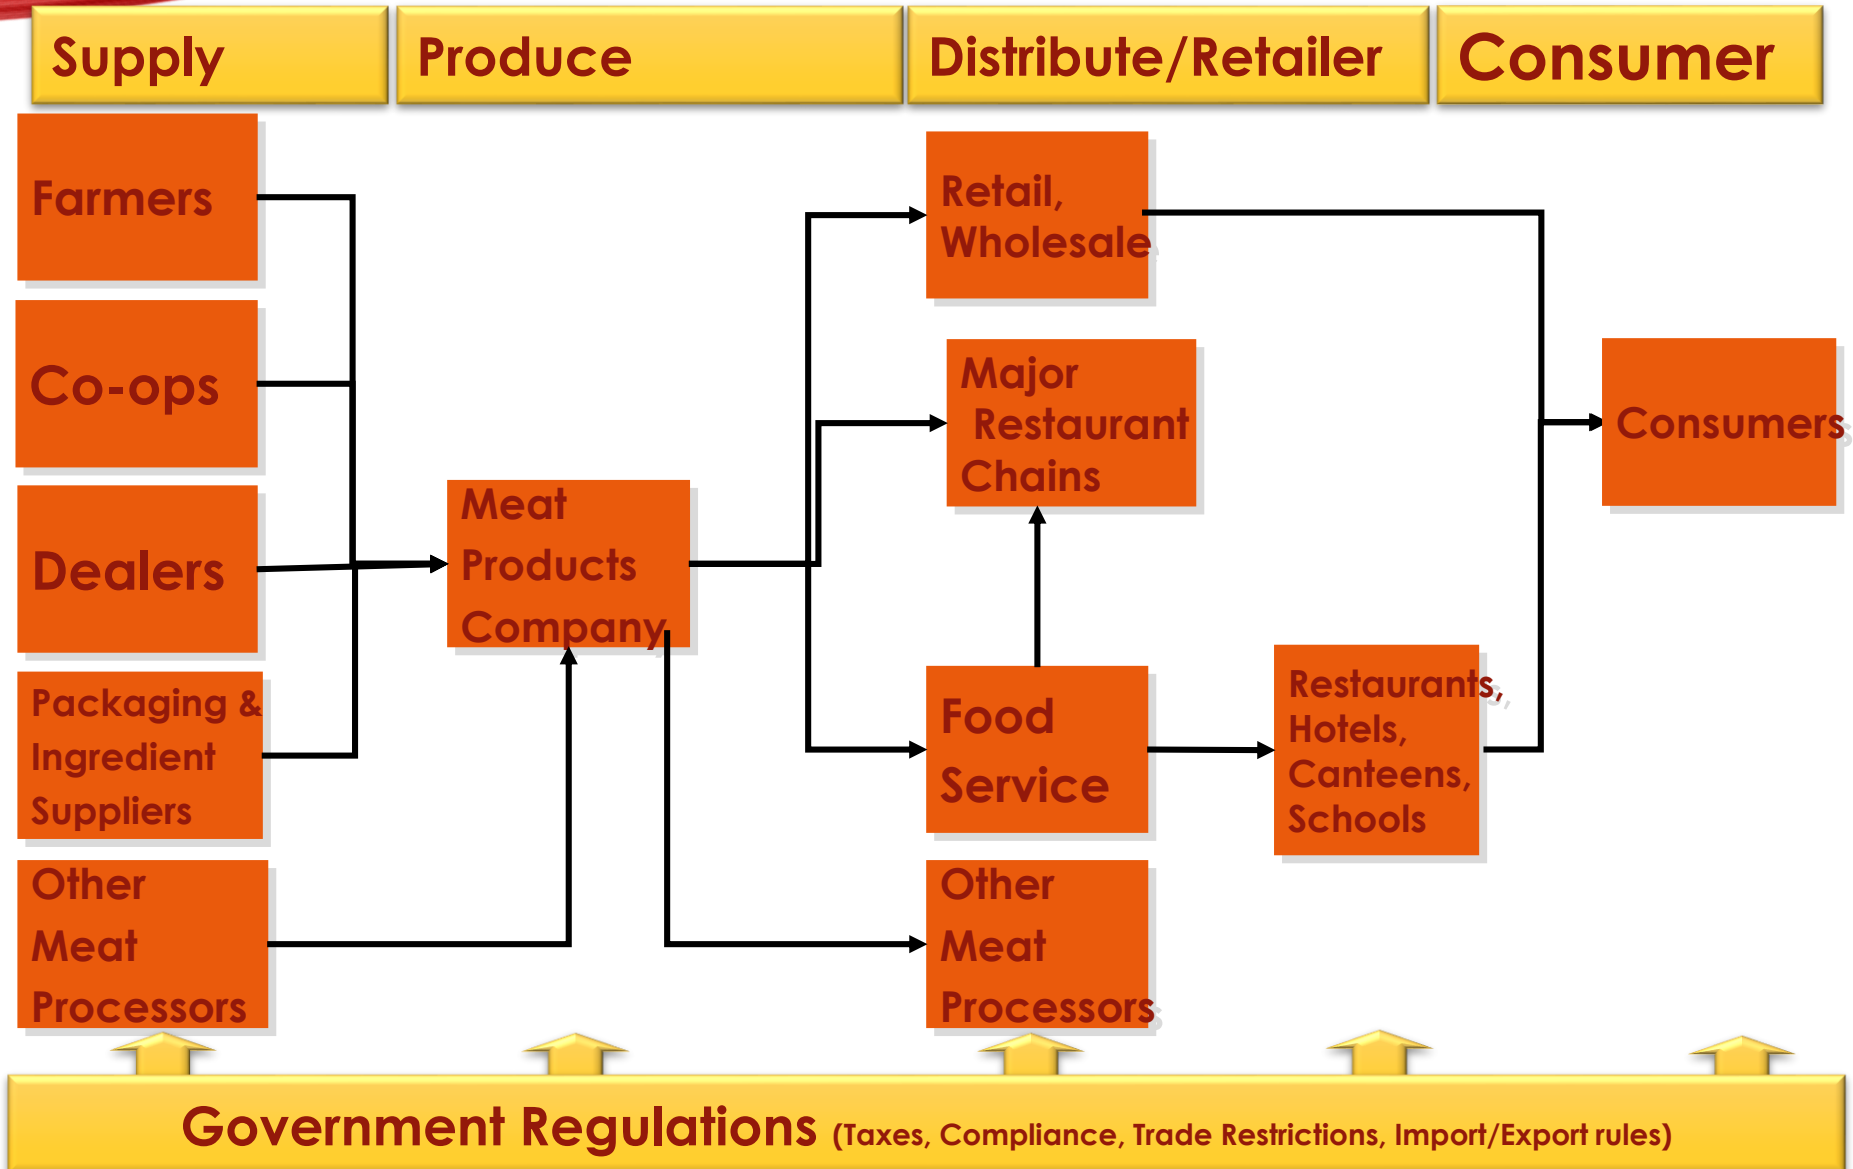 Supply
Produce
Distribute/Retailer
Consumer
Farmers
Co-ops
Dealers
Packaging &
Ingredient
Suppliers
Other
Meat
Processors
Meat
Products
Company
Retail,
Wholesale
Major
Restaurant
Chains
Food
Service
Other
Meat
Processors
Restaurants,
Hotels,
Canteens,
Schools
Consumers
Government Regulations (Taxes, Compliance, Trade Restrictions, Import/Export rules)